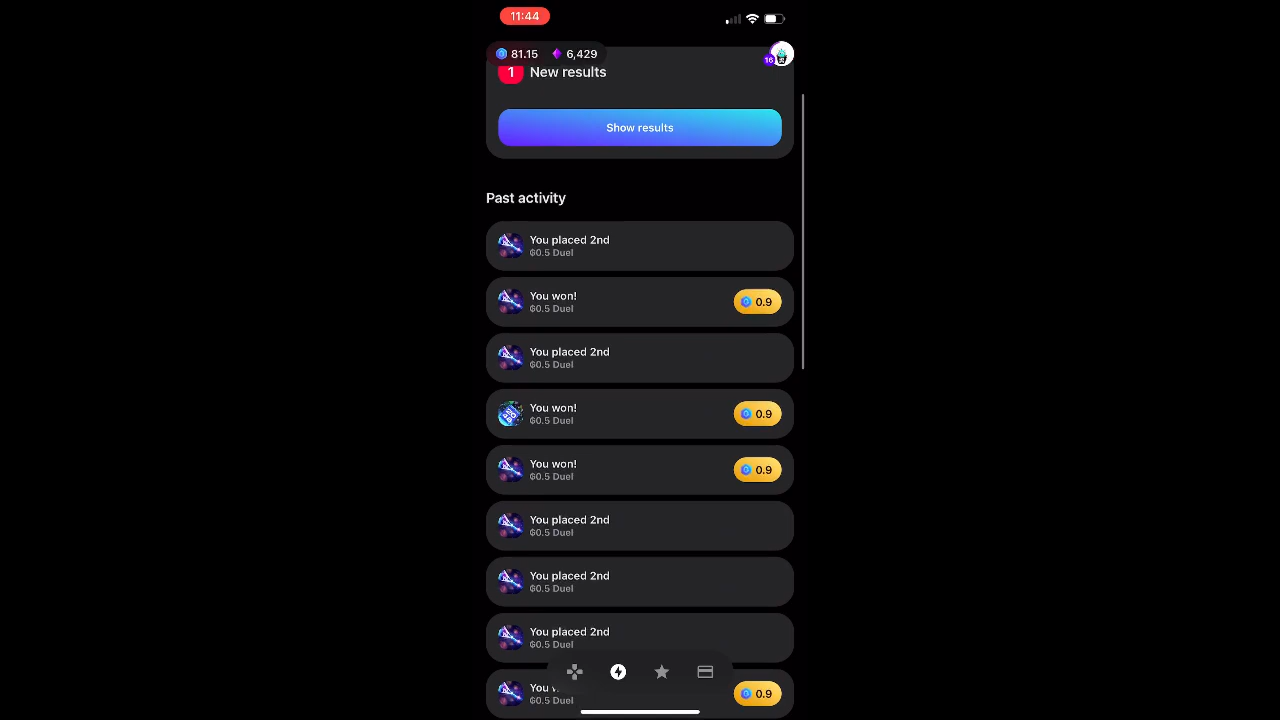 11:44
81.15 6,429
16
1 New results
Show results
Past activity
You placed 2nd
₲0.5 Duel
You won!
₲0.5 Duel
0.9
You placed 2nd
₲0.5 Duel
You won!
₲0.5 Duel
0.9
You won!
₲0.5 Duel
0.9
You placed 2nd
₲0.5 Duel
You placed 2nd
₲0.5 Duel
You placed 2nd
₲0.5 Duel
You
₲0.5 Duel
0.9